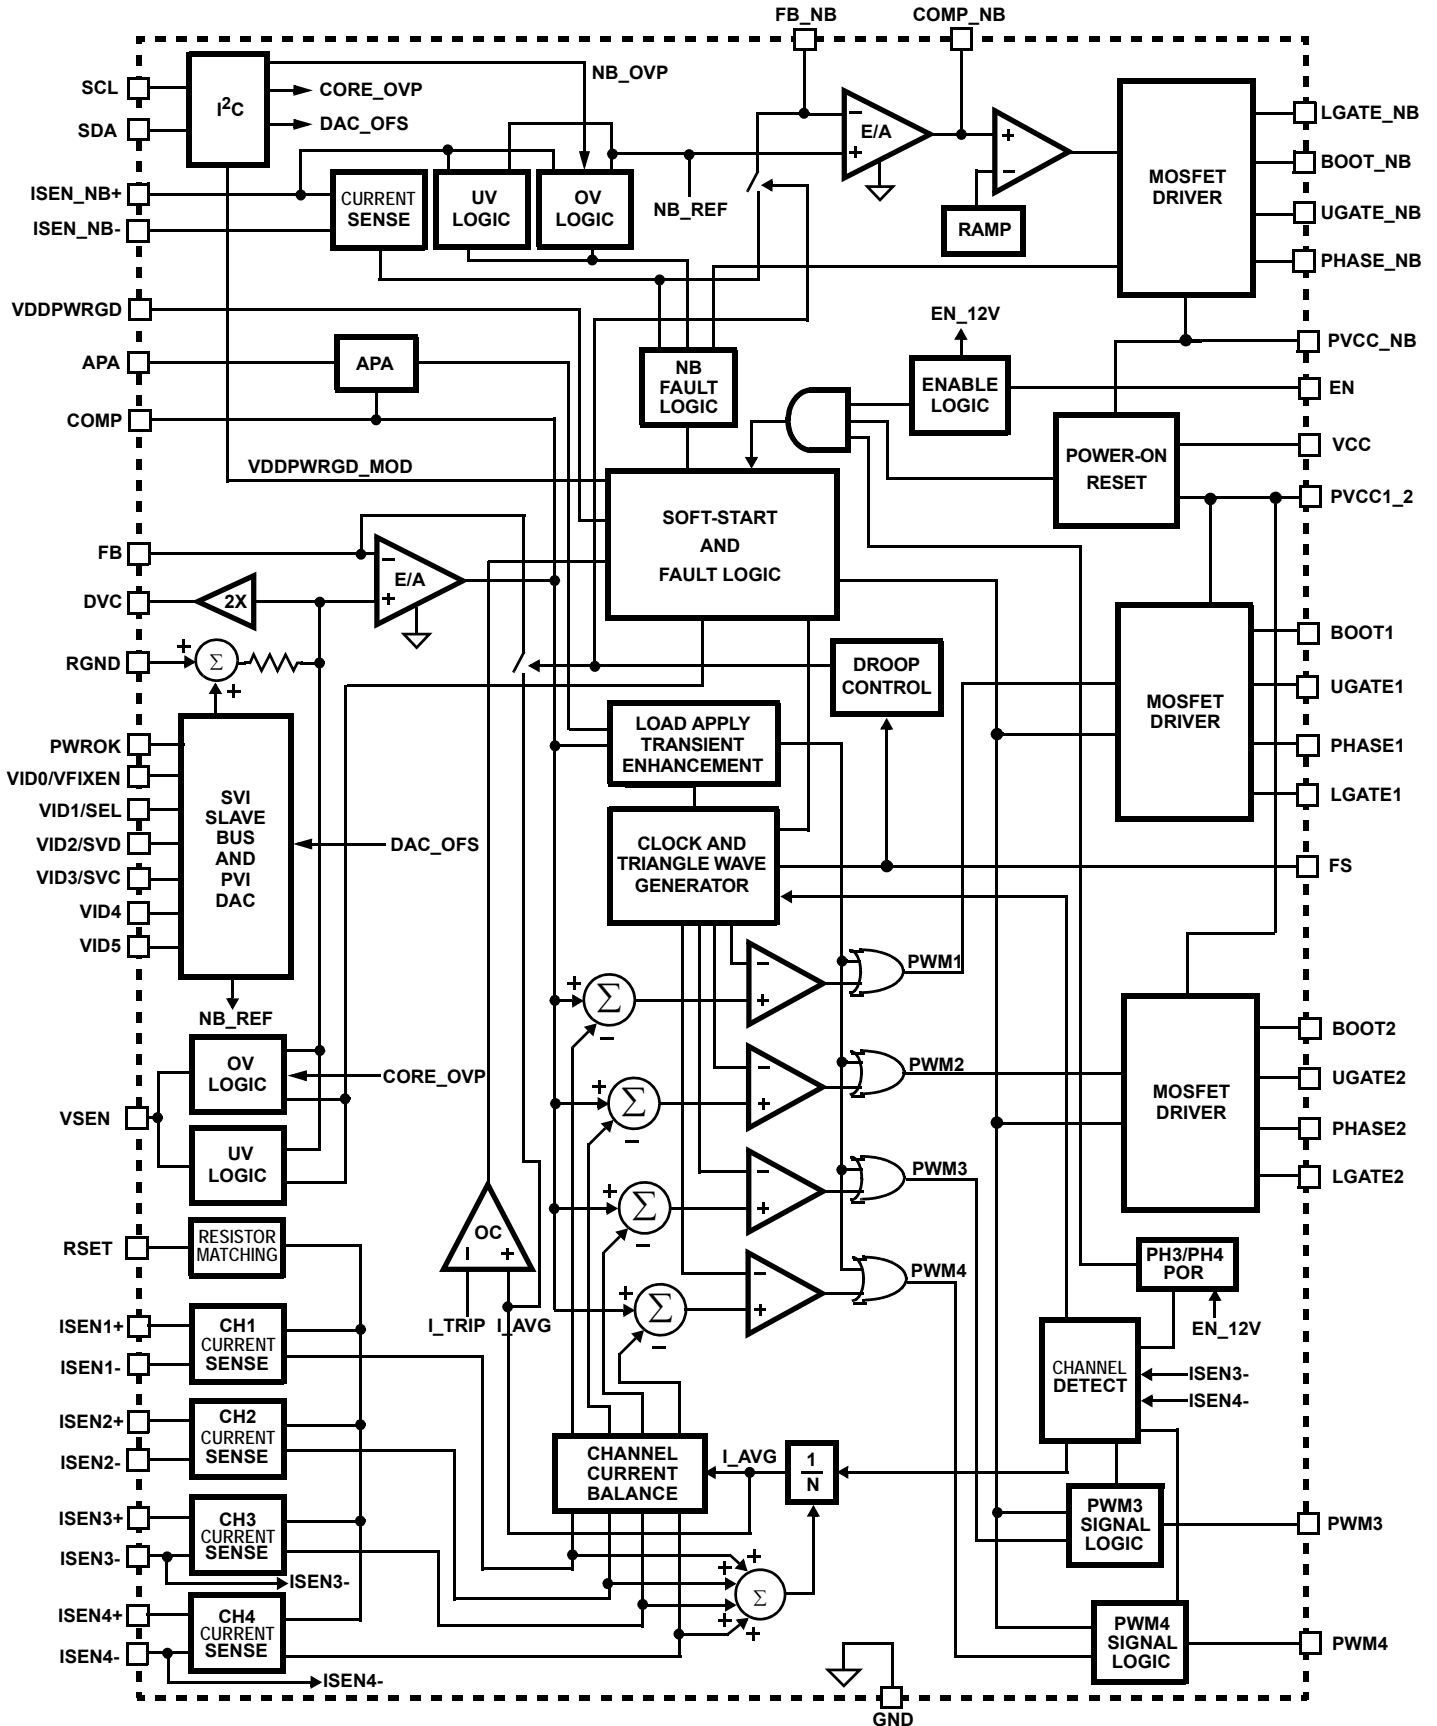 FB_NB
COMP_NB
SCL
SDA
I2C
NB_OVP
CORE_OVP
DAC_OFS
E/A
−
+
+
−
MOSFET
DRIVER
LGATE_NB
BOOT_NB
UGATE_NB
PHASE_NB
ISEN_NB+
ISEN_NB-
CURRENT
SENSE
UV
LOGIC
OV
LOGIC
NB_REF
RAMP
VDDPWRGD
EN_12V
PVCC_NB
APA
APA
NB
FAULT
LOGIC
ENABLE
LOGIC
EN
COMP
POWER-ON
RESET
VCC
VDDPWRGD_MOD
PVCC1_2
SOFT-START
AND
FAULT LOGIC
FB
E/A
−
+
DVC
2X
RGND
+
Σ
+
DROOP
CONTROL
MOSFET
DRIVER
BOOT1
UGATE1
PHASE1
LGATE1
LOAD APPLY
TRANSIENT
ENHANCEMENT
PWROK
VID0/VFIXEN
VID1/SEL
VID2/SVD
VID3/SVC
VID4
VID5
SVI
SLAVE
BUS
AND
PVI
DAC
DAC_OFS
CLOCK AND
TRIANGLE WAVE
GENERATOR
FS
NB_REF
+
Σ
−
−
+
PWM1
OV
LOGIC
CORE_OVP
+
Σ
−
−
+
PWM2
MOSFET
DRIVER
BOOT2
UGATE2
PHASE2
LGATE2
VSEN
UV
LOGIC
+
Σ
−
−
+
PWM3
RSET
RESISTOR
MATCHING
OC
−
+
I_TRIP
I_AVG
+
Σ
−
−
+
PWM4
PH3/PH4
POR
EN_12V
ISEN1+
ISEN1-
CH1
CURRENT
SENSE
CHANNEL
DETECT
ISEN3-
ISEN4-
ISEN2+
ISEN2-
CH2
CURRENT
SENSE
CHANNEL
CURRENT
BALANCE
I_AVG
1
N
ISEN3+
ISEN3-
CH3
CURRENT
SENSE
ISEN3-
PWM3
SIGNAL
LOGIC
PWM3
+
+
Σ
+
+
ISEN4+
ISEN4-
CH4
CURRENT
SENSE
ISEN4-
PWM4
SIGNAL
LOGIC
PWM4
GND